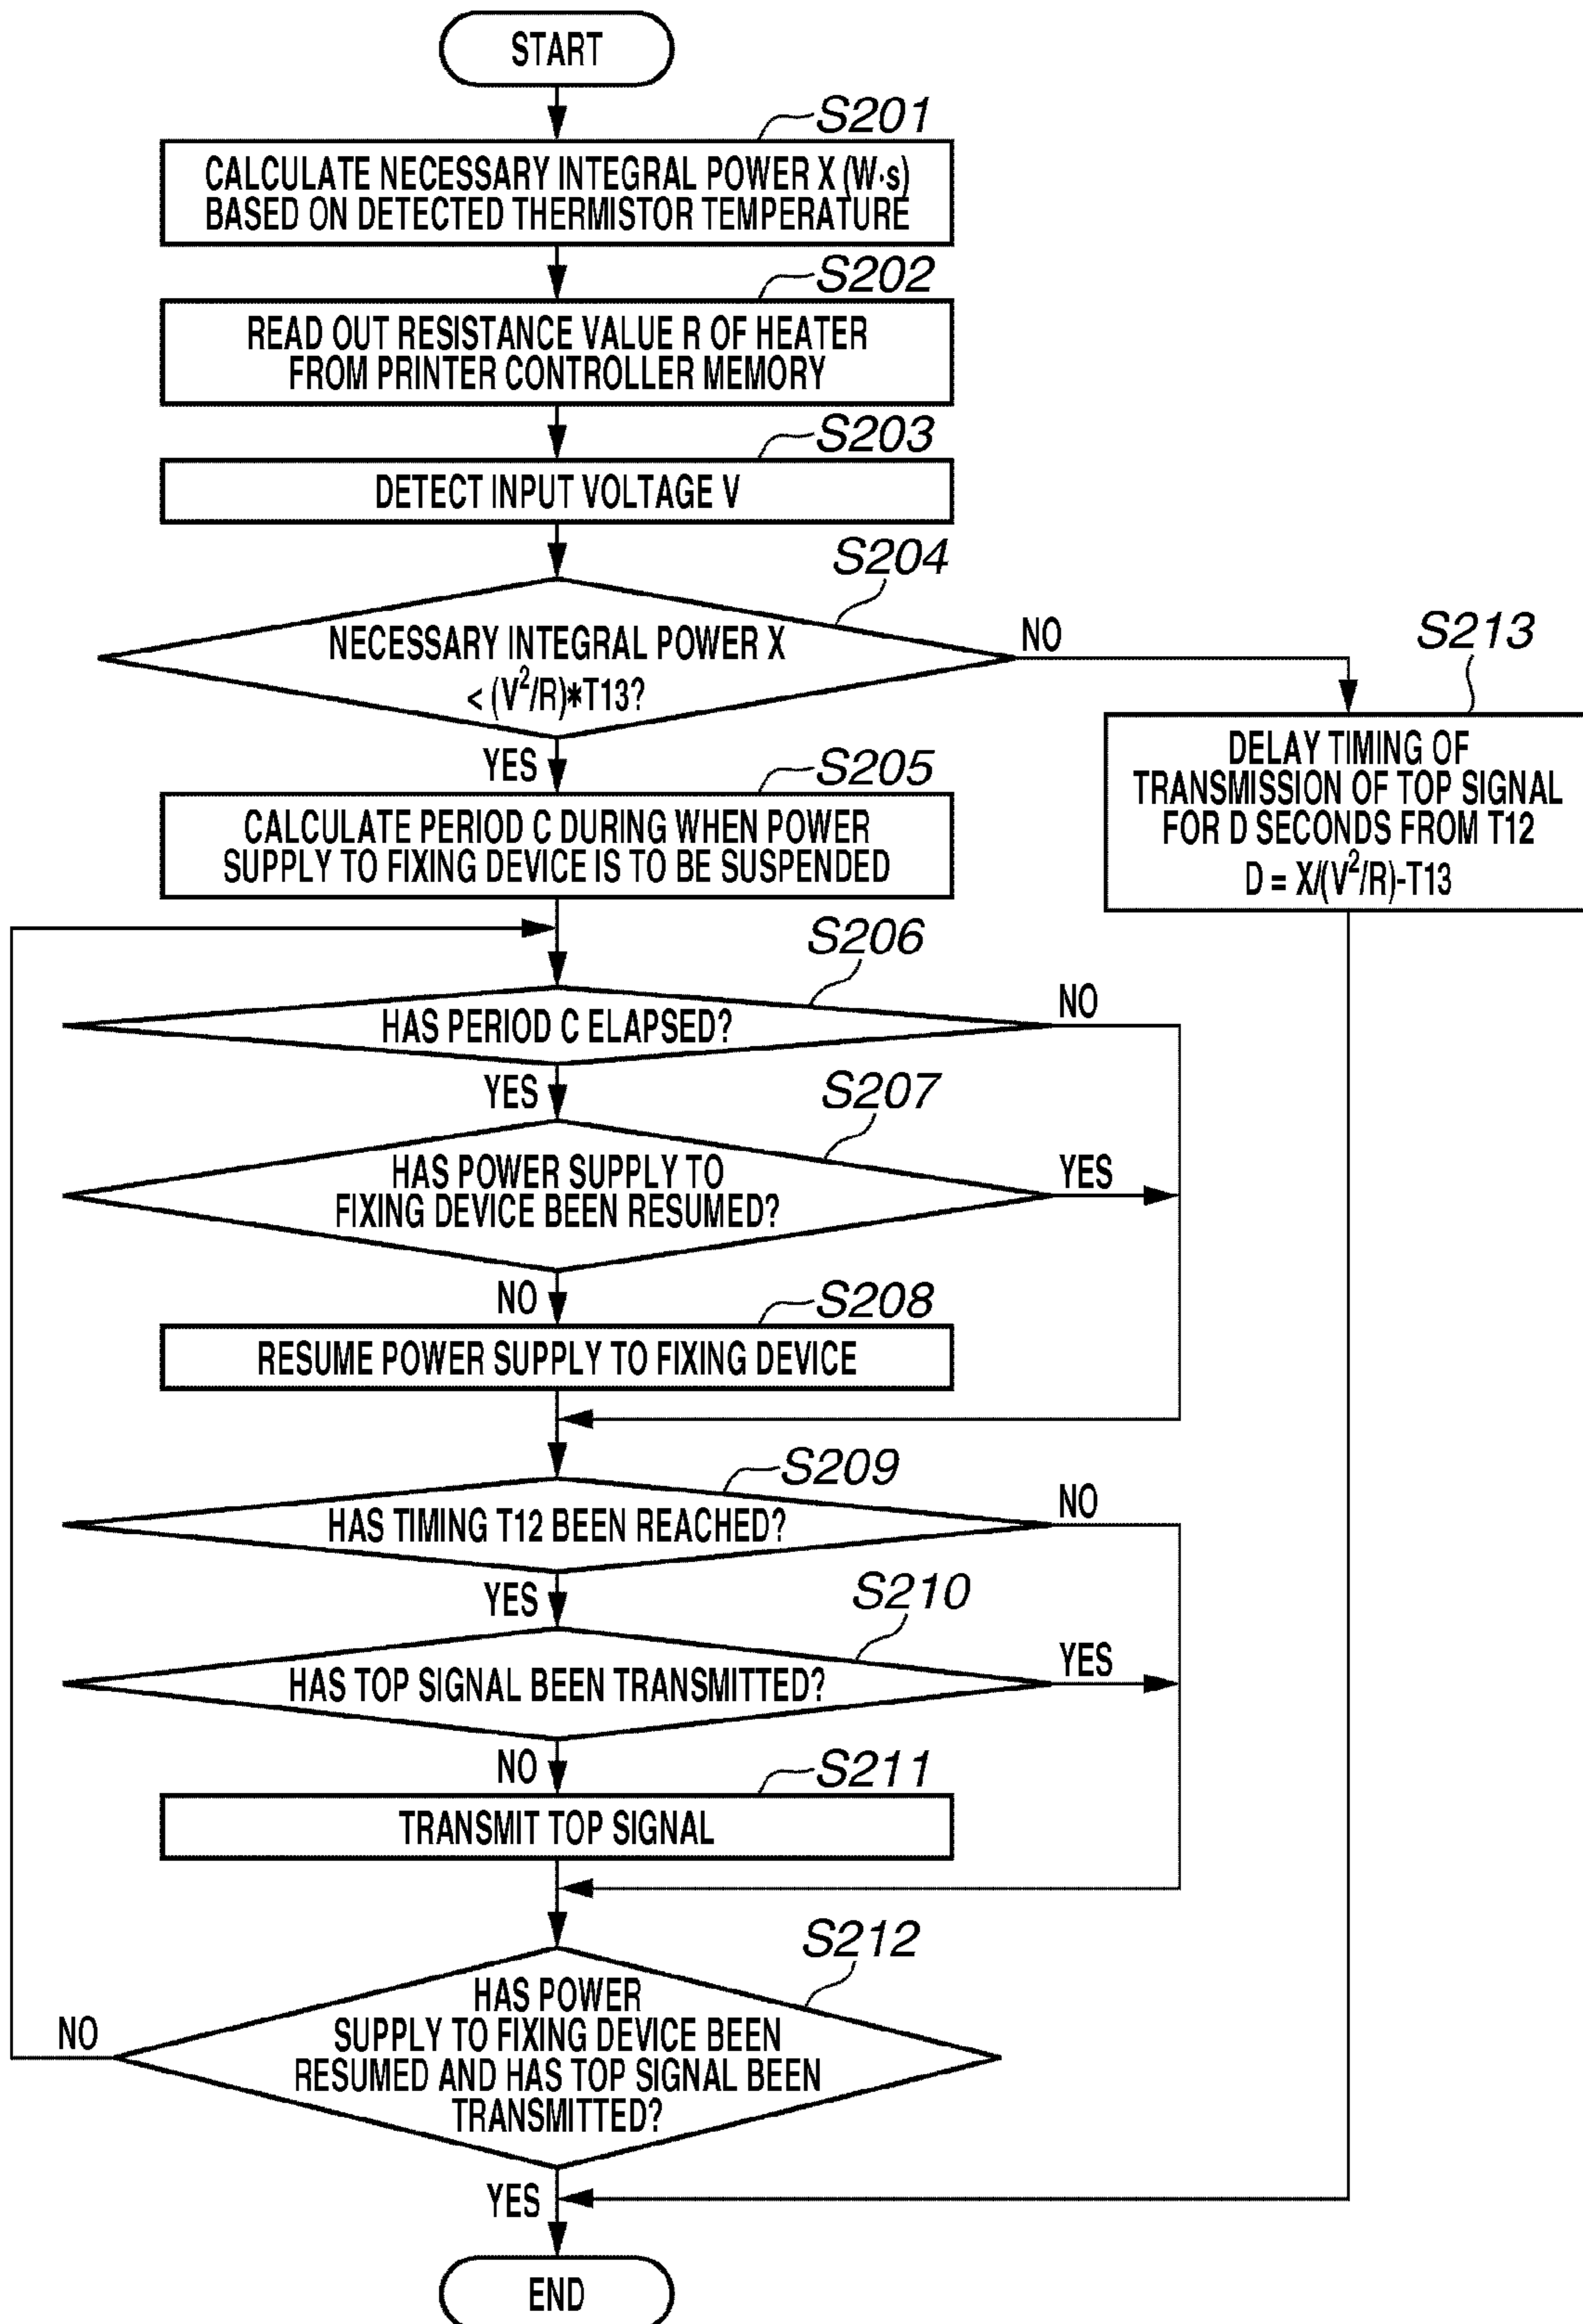 START
S201
CALCULATE NECESSARY INTEGRAL POWER X (W·s)
BASED ON DETECTED THERMISTOR TEMPERATURE
S202
READ OUT RESISTANCE VALUE R OF HEATER
FROM PRINTER CONTROLLER MEMORY
S203
DETECT INPUT VOLTAGE V
S204
NECESSARY INTEGRAL POWER X
< (V²/R)*T13?
NO
YES
S213
DELAY TIMING OF
TRANSMISSION OF TOP SIGNAL
FOR D SECONDS FROM T12
D = X/(V²/R)-T13
S205
CALCULATE PERIOD C DURING WHEN POWER
SUPPLY TO FIXING DEVICE IS TO BE SUSPENDED
S206
HAS PERIOD C ELAPSED?
NO
YES
S207
HAS POWER SUPPLY TO
FIXING DEVICE BEEN RESUMED?
YES
NO
S208
RESUME POWER SUPPLY TO FIXING DEVICE
S209
HAS TIMING T12 BEEN REACHED?
NO
YES
S210
HAS TOP SIGNAL BEEN TRANSMITTED?
YES
NO
S211
TRANSMIT TOP SIGNAL
S212
HAS POWER
SUPPLY TO FIXING DEVICE BEEN
RESUMED AND HAS TOP SIGNAL BEEN
TRANSMITTED?
NO
YES
END